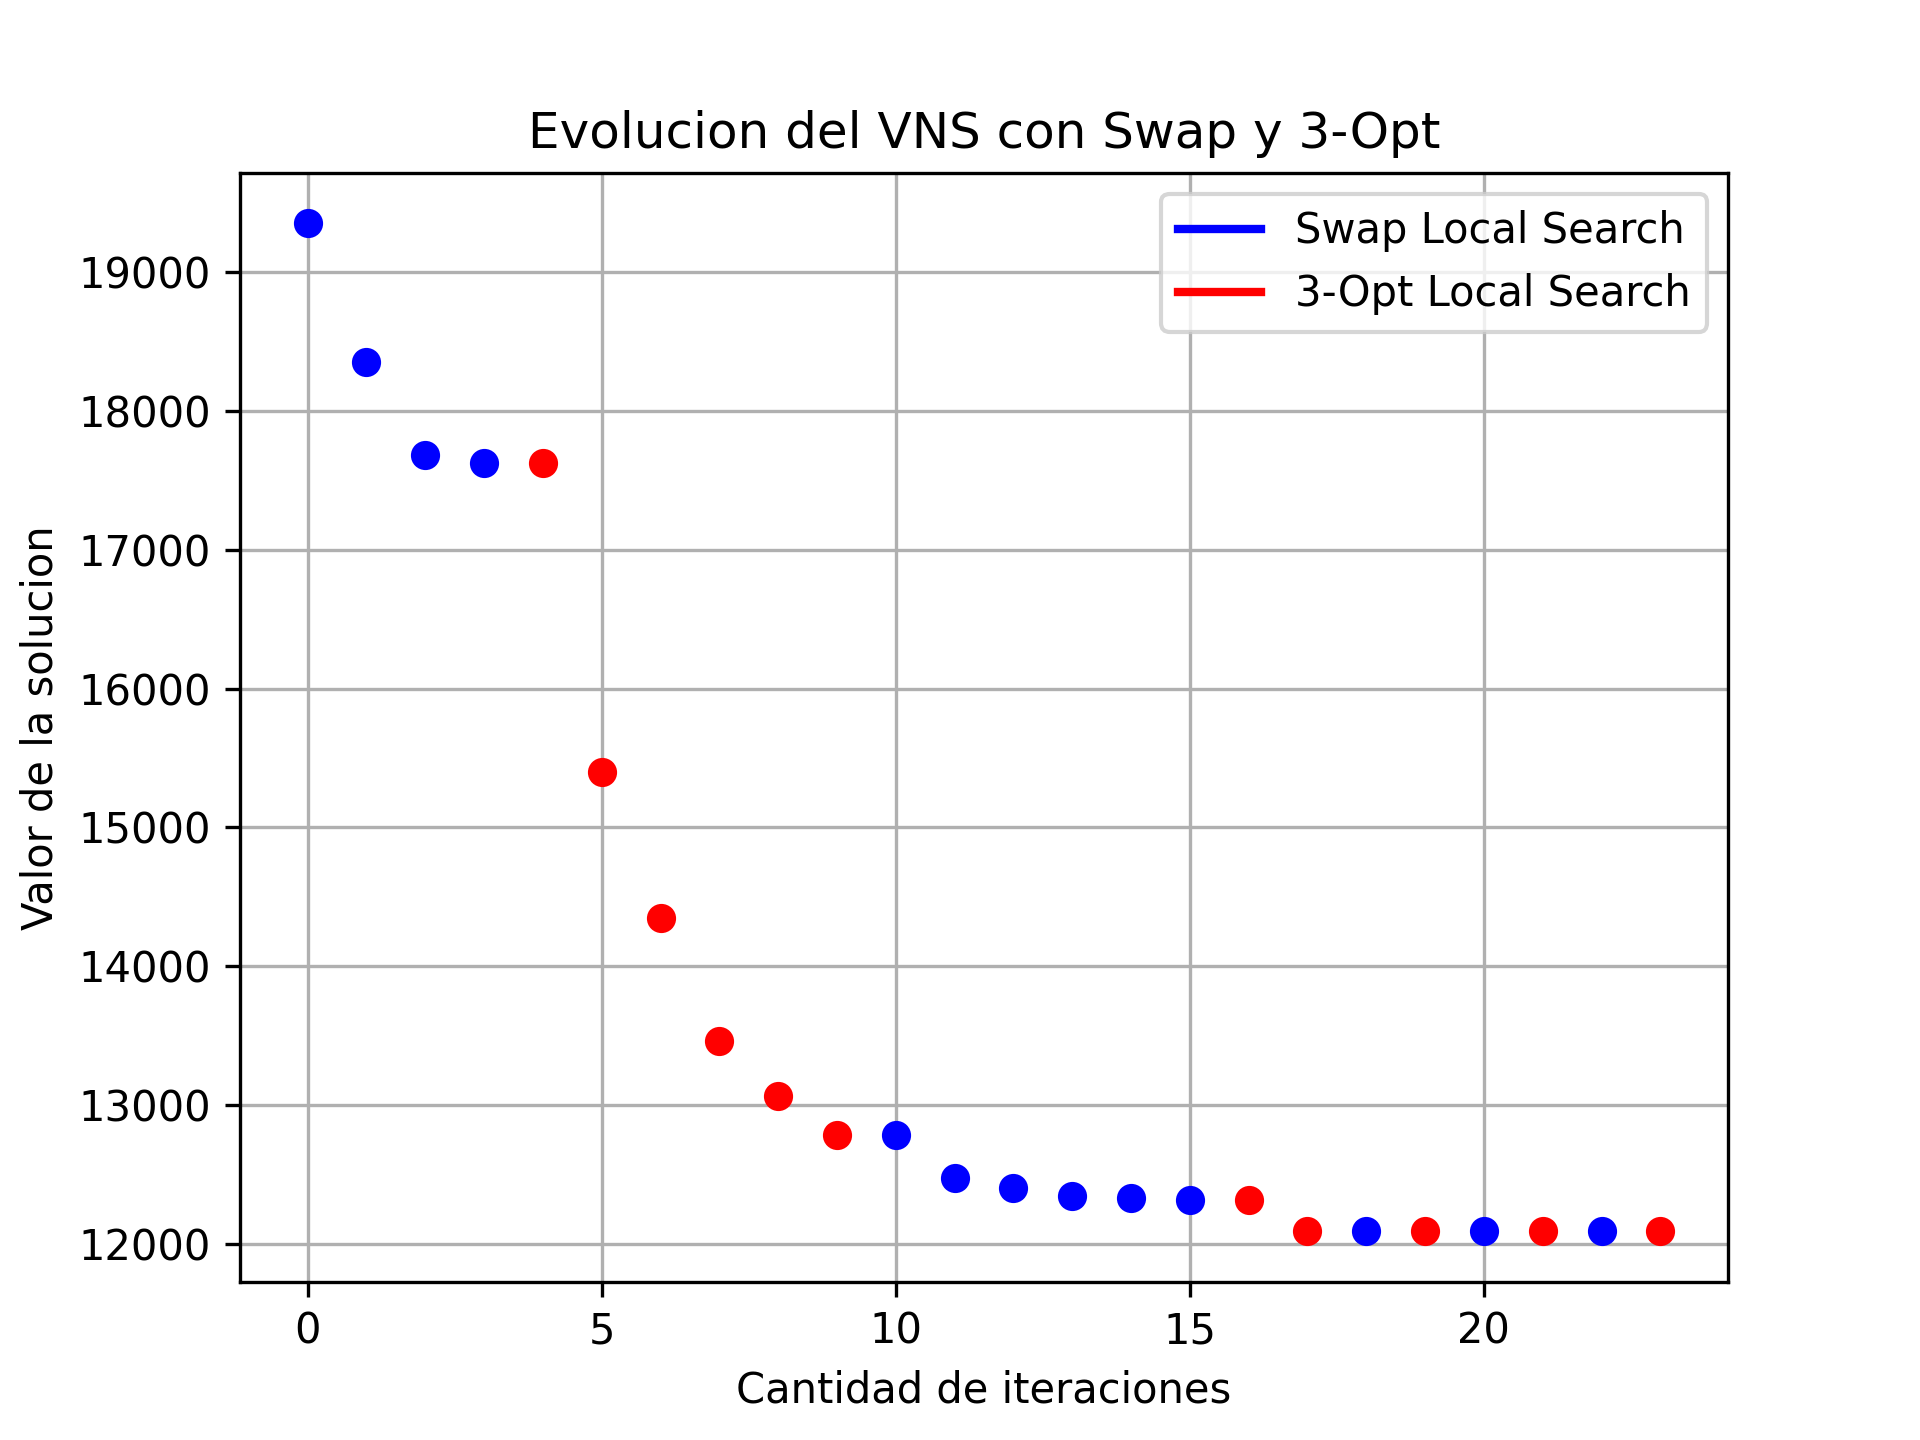 Evolucion del VNS con Swap y 3-Opt
Swap Local Search
3-Opt Local Search
Valor de la solucion
19000
18000
17000
16000
15000
14000
13000
12000
0 5 10 15 20
Cantidad de iteraciones